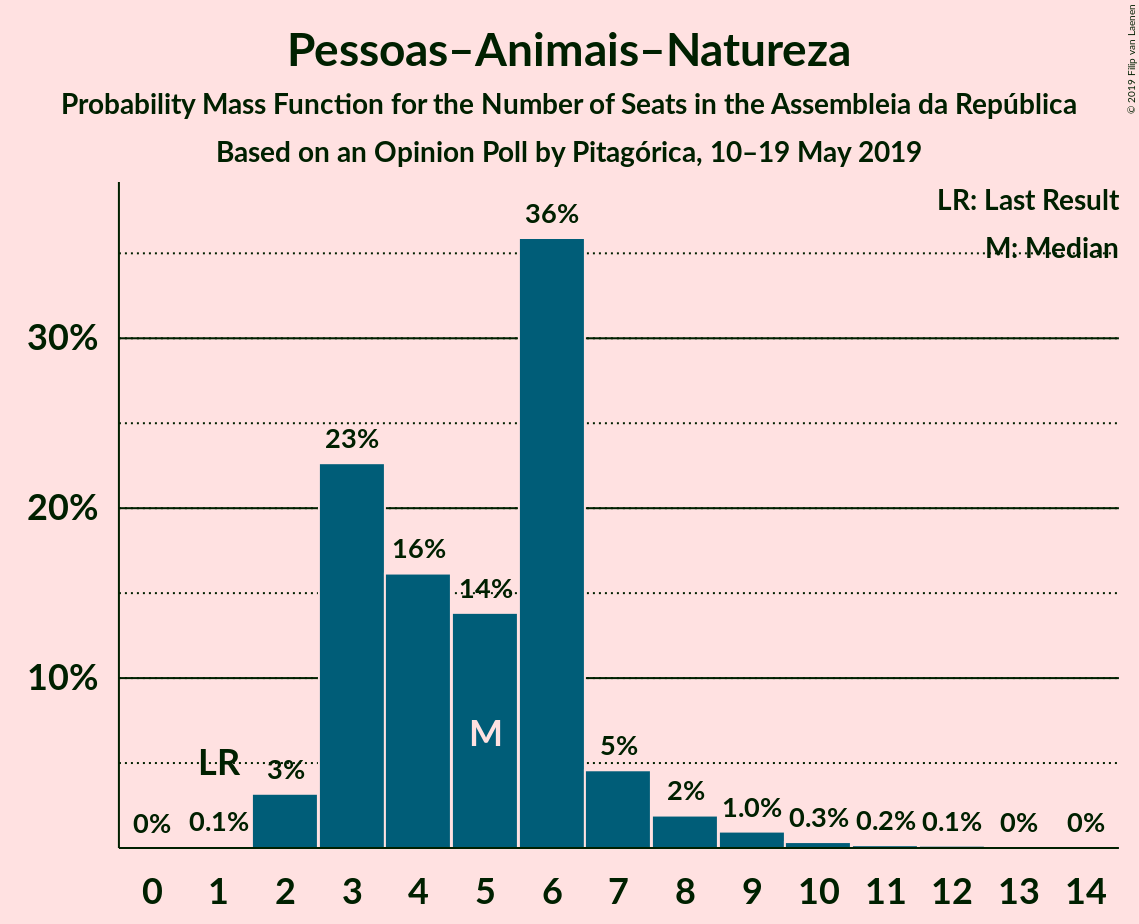 Pessoas–Animais–Natureza
Probability Mass Function for the Number of Seats in the Assembleia da República
Based on an Opinion Poll by Pitagórica, 10–19 May 2019
© 2019 Filip van Laenen
LR: Last Result
M: Median
36%
30%
23%
20%
16%
14%
10%
M
LR
5%
3%
2%
1.0%
0% 0.1% 0.3% 0.2% 0.1% 0% 0%
0 1 2 3 4 5 6 7 8 9 10 11 12 13 14